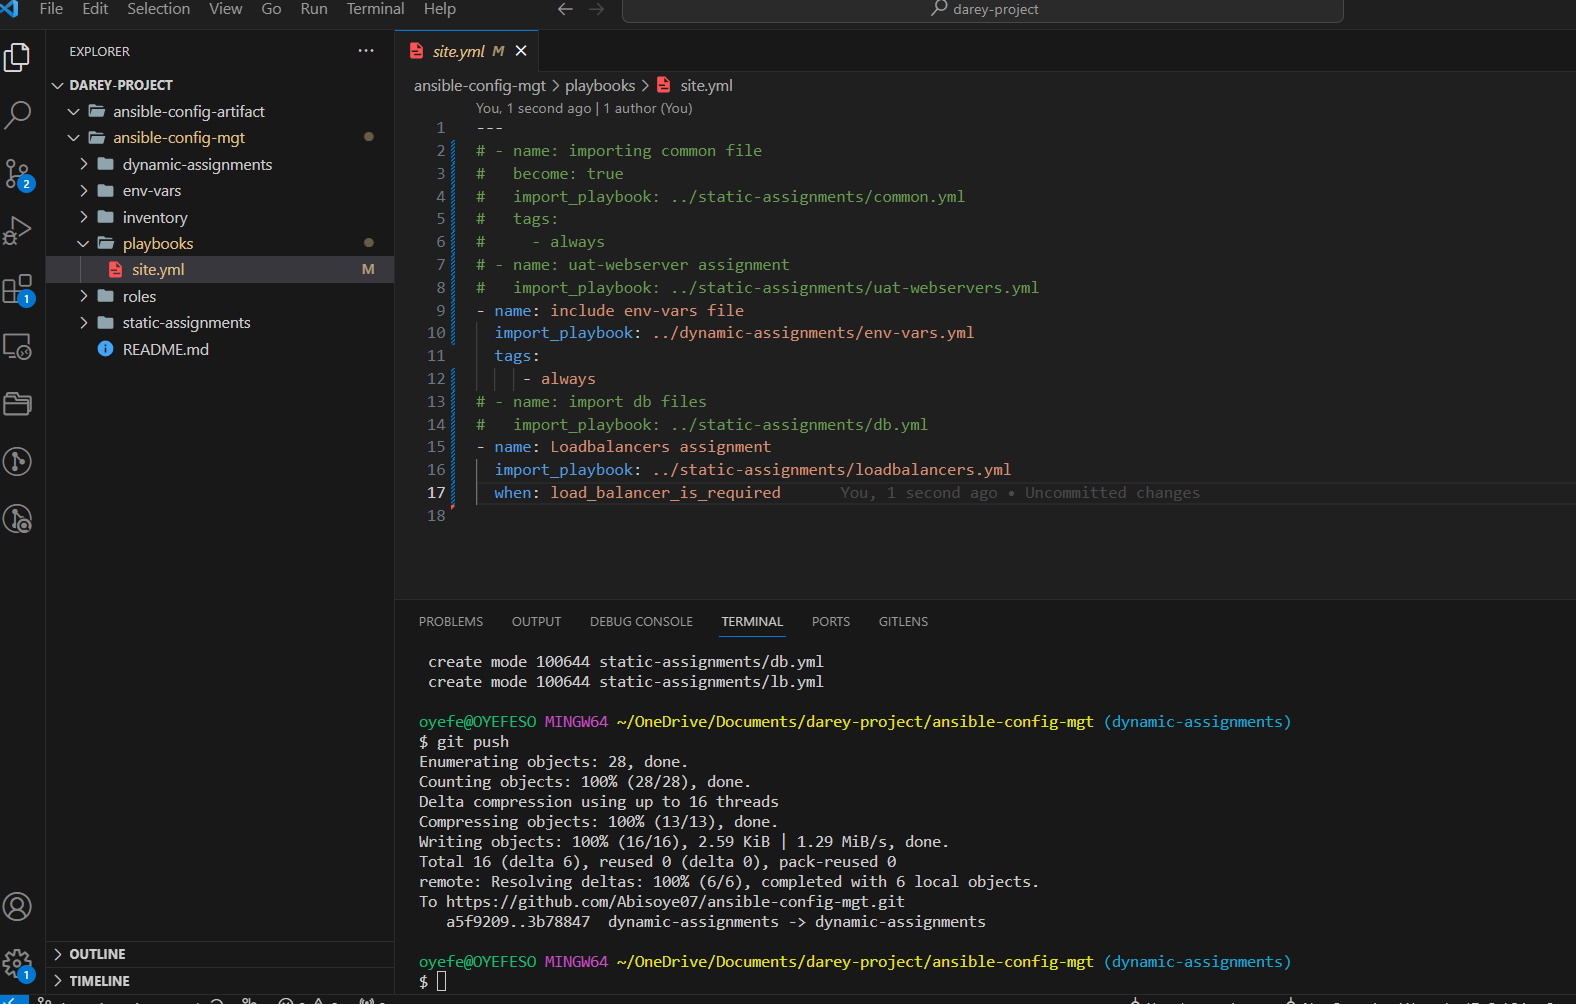 File Edit Selection View Go Run Terminal Help
darey-project
EXPLORER
DAREY-PROJECT
ansible-config-artifact
ansible-config-mgt
dynamic-assignments
env-vars
inventory
playbooks
site.yml M
roles
static-assignments
README.md
OUTLINE
TIMELINE
2
1
1
site.yml M
ansible-config-mgt > playbooks > site.yml
You, 1 second ago | 1 author (You)
1 ---
2 # - name: importing common file
3 #   become: true
4 #   import_playbook: ../static-assignments/common.yml
5 #   tags:
6 #     - always
7 # - name: uat-webserver assignment
8 #   import_playbook: ../static-assignments/uat-webservers.yml
9 - name: include env-vars file
10   import_playbook: ../dynamic-assignments/env-vars.yml
11   tags:
12     - always
13 # - name: import db files
14 #   import_playbook: ../static-assignments/db.yml
15 - name: Loadbalancers assignment
16   import_playbook: ../static-assignments/loadbalancers.yml
17   when: load_balancer_is_required You, 1 second ago • Uncommitted changes
18
PROBLEMS OUTPUT DEBUG CONSOLE TERMINAL PORTS GITLENS
create mode 100644 static-assignments/db.yml
create mode 100644 static-assignments/lb.yml
oyefe@OYEFESO MINGW64 ~/OneDrive/Documents/darey-project/ansible-config-mgt (dynamic-assignments)
$ git push
Enumerating objects: 28, done.
Counting objects: 100% (28/28), done.
Delta compression using up to 16 threads
Compressing objects: 100% (13/13), done.
Writing objects: 100% (16/16), 2.59 KiB | 1.29 MiB/s, done.
Total 16 (delta 6), reused 0 (delta 0), pack-reused 0
remote: Resolving deltas: 100% (6/6), completed with 6 local objects.
To https://github.com/Abisoye07/ansible-config-mgt.git
a5f9209..3b78847  dynamic-assignments -> dynamic-assignments
oyefe@OYEFESO MINGW64 ~/OneDrive/Documents/darey-project/ansible-config-mgt (dynamic-assignments)
$